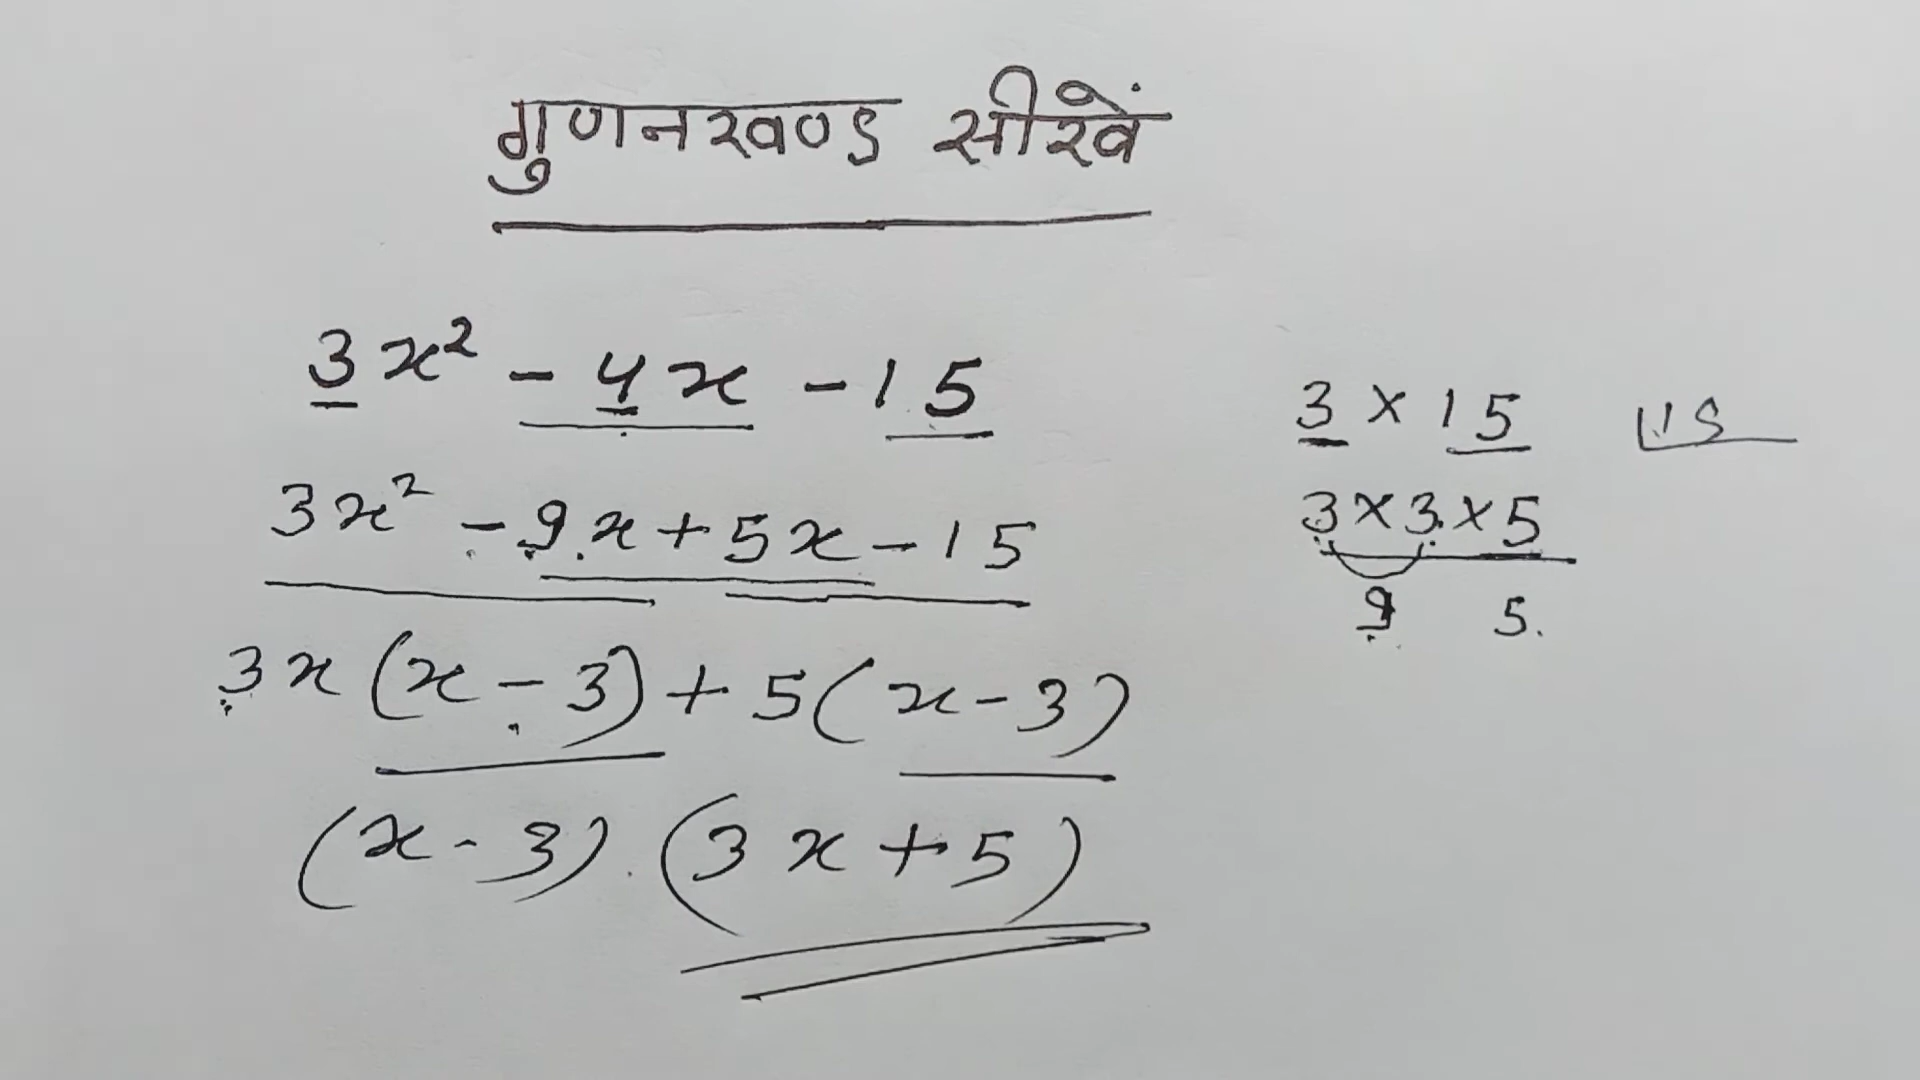 गुणनखण्ड सीखें
3x² - 4x - 15
3x² - 9x + 5x - 15
3x (x - 3) + 5 (x - 3)
(x - 3) . (3x + 5)
3 × 15
3 × 3 × 5
9 5.